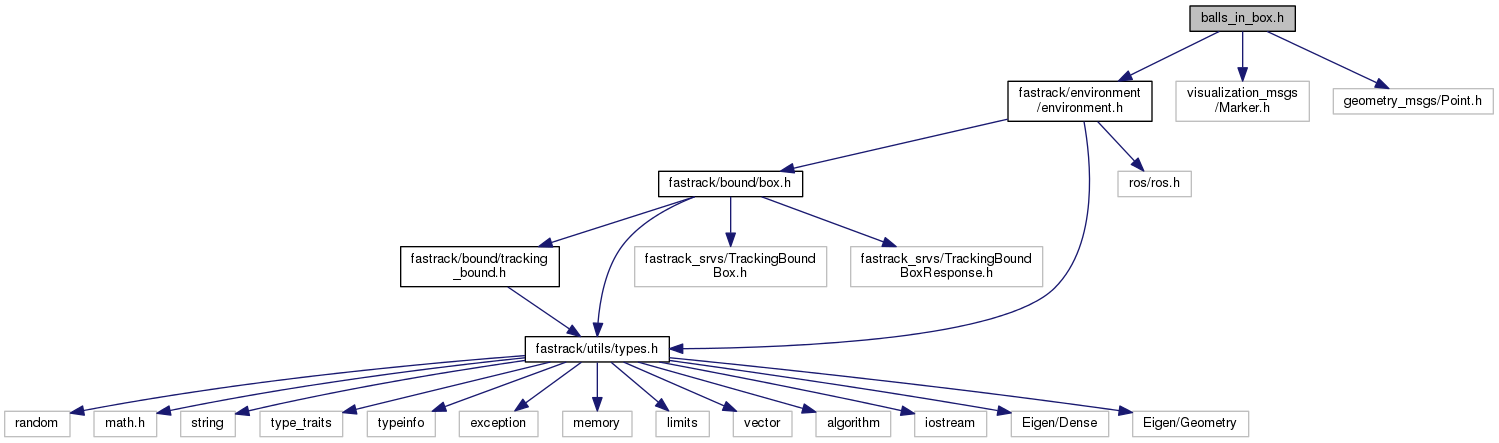 balls_in_box.h
fastrack/environment
/environment.h
visualization_msgs
/Marker.h
geometry_msgs/Point.h
fastrack/bound/box.h
ros/ros.h
fastrack/bound/tracking
_bound.h
fastrack_srvs/TrackingBound
Box.h
fastrack_srvs/TrackingBound
BoxResponse.h
fastrack/utils/types.h
random
math.h
string
type_traits
typeinfo
exception
memory
limits
vector
algorithm
iostream
Eigen/Dense
Eigen/Geometry